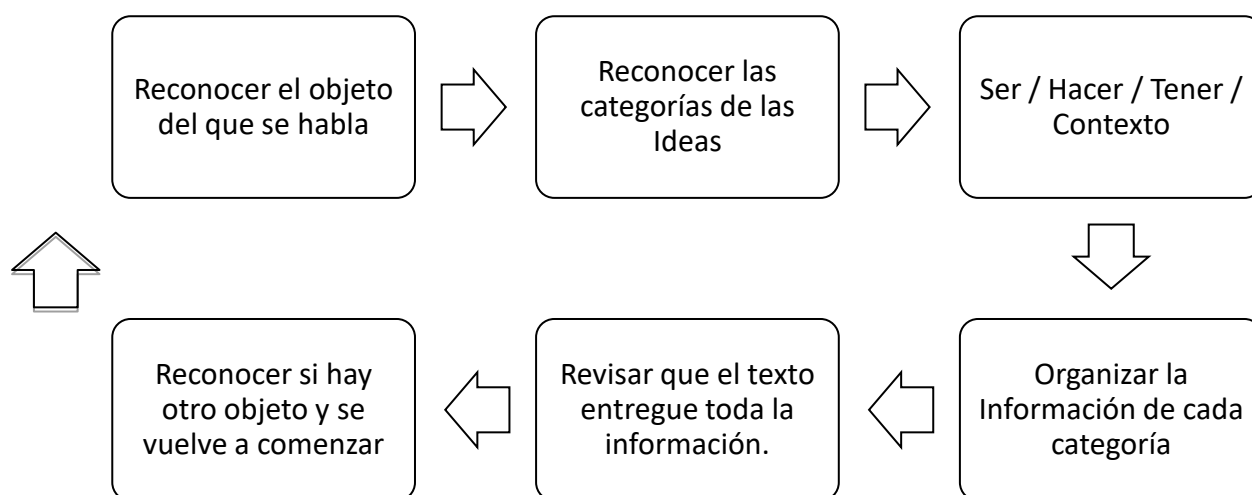 Reconocer el objeto
del que se habla
Reconocer las
categorías de las
Ideas
Ser / Hacer / Tener /
Contexto
Organizar la
Información de cada
categoría
Revisar que el texto
entregue toda la
información.
Reconocer si hay
otro objeto y se
vuelve a comenzar